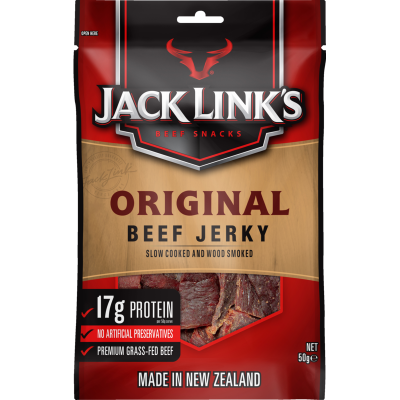 OPEN HERE
JACK LINK'S
BEEF SNACKS
ORIGINAL
BEEF JERKY
SLOW COOKED AND WOOD SMOKED
17g PROTEIN
NO ARTIFICIAL PRESERVATIVES
PREMIUM GRASS-FED BEEF
NET
50g℮
MADE IN NEW ZEALAND